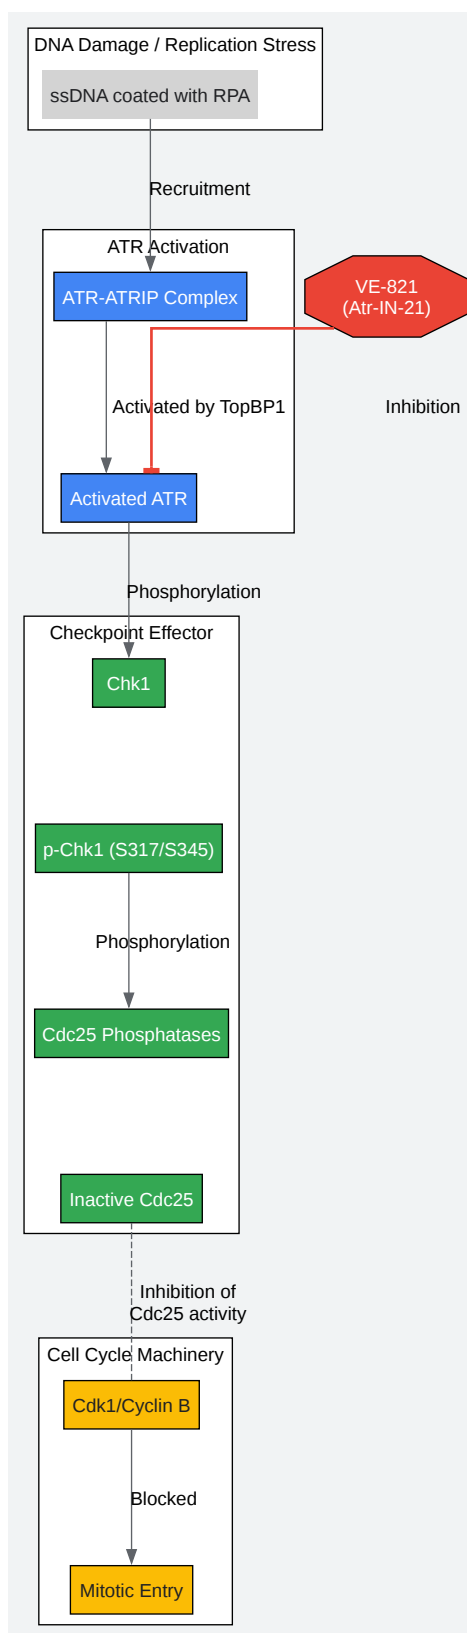 DNA Damage / Replication Stress
ssDNA coated with RPA
Recruitment
ATR Activation
ATR-ATRIP Complex
VE-821
(Atr-IN-21)
Activated by TopBP1
Inhibition
Activated ATR
Phosphorylation
Checkpoint Effector
Chk1
p-Chk1 (S317/S345)
Phosphorylation
Cdc25 Phosphatases
Inactive Cdc25
Inhibition of
Cdc25 activity
Cell Cycle Machinery
Cdk1/Cyclin B
Blocked
Mitotic Entry